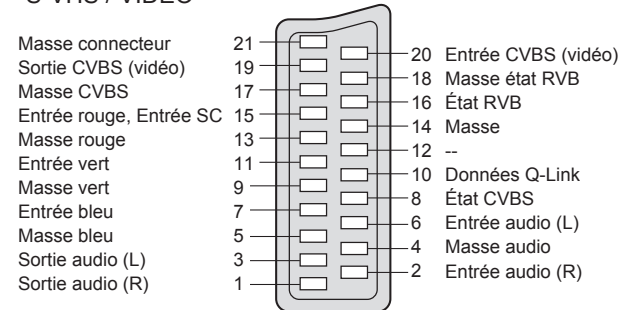 S-VHS / VIDEO
Masse connecteur 21
Sortie CVBS (vidéo) 19
Masse CVBS 17
Entrée rouge, Entrée SC 15
Masse rouge 13
Entrée vert 11
Masse vert 9
Entrée bleu 7
Masse bleu 5
Sortie audio (L) 3
Sortie audio (R) 1
20 Entrée CVBS (vidéo)
18 Masse état RVB
16 État RVB
14 Masse
12 --
10 Données Q-Link
8 État CVBS
6 Entrée audio (L)
4 Masse audio
2 Entrée audio (R)